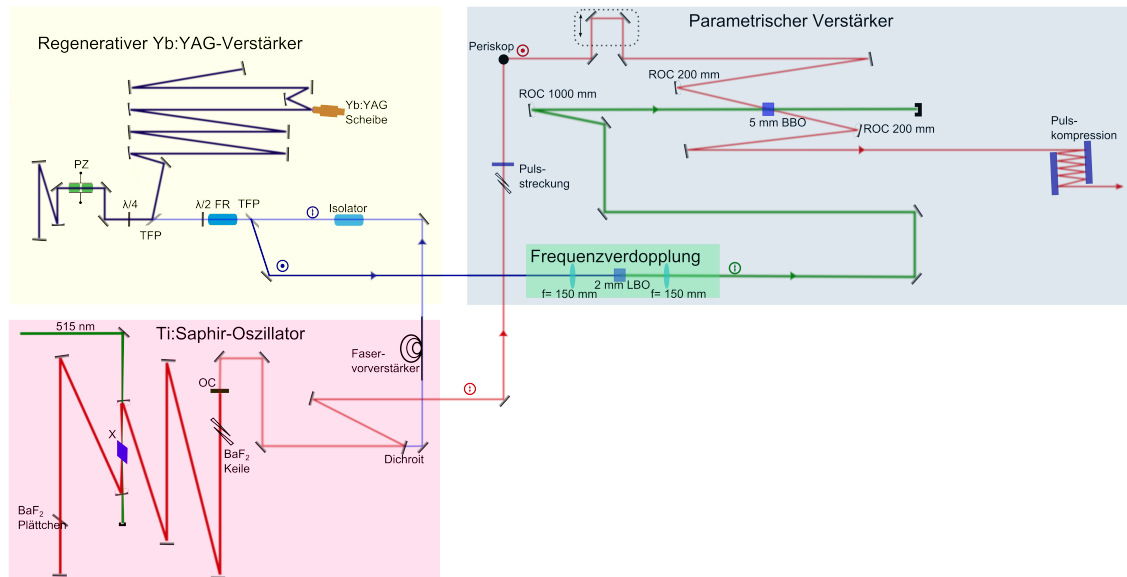 Regenerativer Yb:YAG-Verstärker
Yb:YAG
Scheibe
PZ
λ/4
TFP
λ/2 FR
TFP
Isolator
Parametrischer Verstärker
Periskop
ROC 200 mm
ROC 1000 mm
5 mm BBO
ROC 200 mm
Puls-
kompression
Puls-
streckung
Frequenzverdopplung
2 mm LBO
f= 150 mm
f= 150 mm
515 nm
Ti:Saphir-Oszillator
Faser-
vorverstärker
OC
X
BaF2
Keile
Dichroit
BaF2
Plättchen